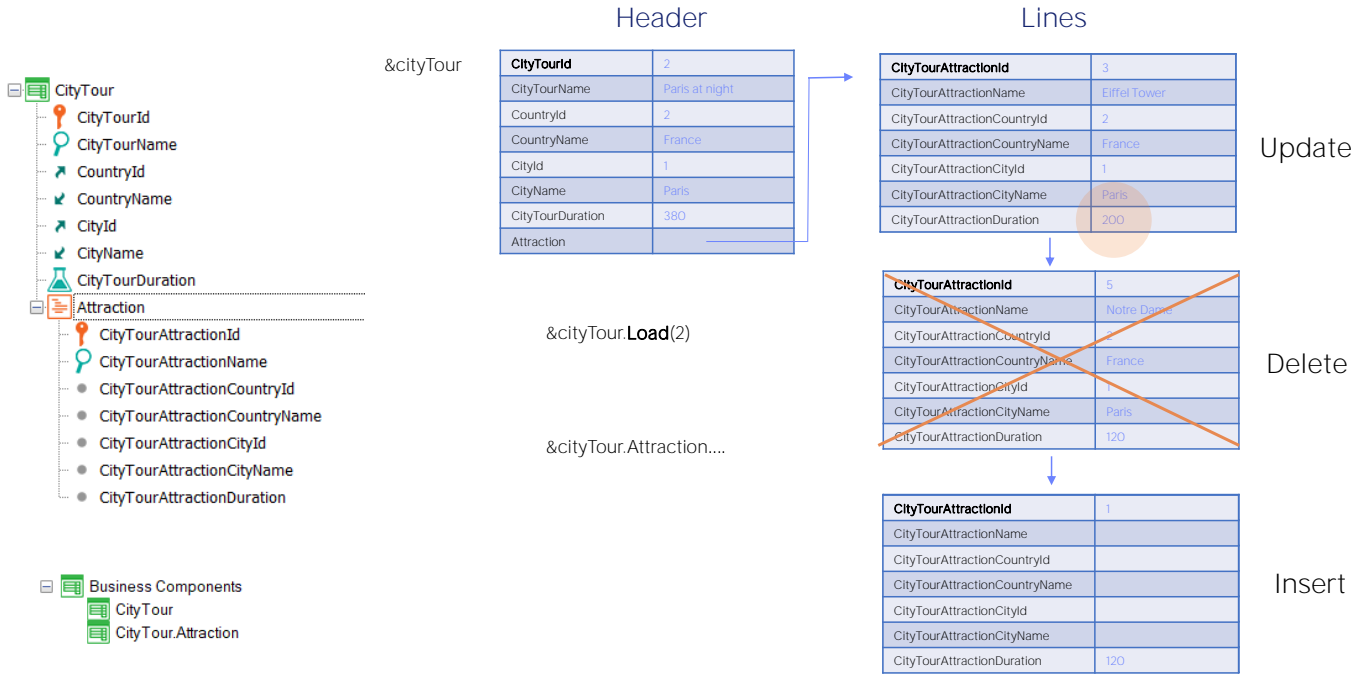 Header
Lines
CityTour
CityTourId
CityTourName
CountryId
CountryName
CityId
CityName
CityTourDuration
Attraction
CityTourAttractionId
CityTourAttractionName
CityTourAttractionCountryId
CityTourAttractionCountryName
CityTourAttractionCityId
CityTourAttractionCityName
CityTourAttractionDuration
Business Components
CityTour
CityTour.Attraction
&cityTour
CityTourId 2
CityTourName Paris at night
CountryId 2
CountryName France
CityId 1
CityName Paris
CityTourDuration 380
Attraction
&cityTour.Load(2)
&cityTour.Attraction....
CityTourAttractionId 3
CityTourAttractionName Eiffel Tower
CityTourAttractionCountryId 2
CityTourAttractionCountryName France
CityTourAttractionCityId 1
CityTourAttractionCityName Paris
CityTourAttractionDuration 200
Update
CityTourAttractionId 5
CityTourAttractionName Notre Dame
CityTourAttractionCountryId 2
CityTourAttractionCountryName France
CityTourAttractionCityId 1
CityTourAttractionCityName Paris
CityTourAttractionDuration 120
Delete
CityTourAttractionId 1
CityTourAttractionName
CityTourAttractionCountryId
CityTourAttractionCountryName
CityTourAttractionCityId
CityTourAttractionCityName
CityTourAttractionDuration 120
Insert